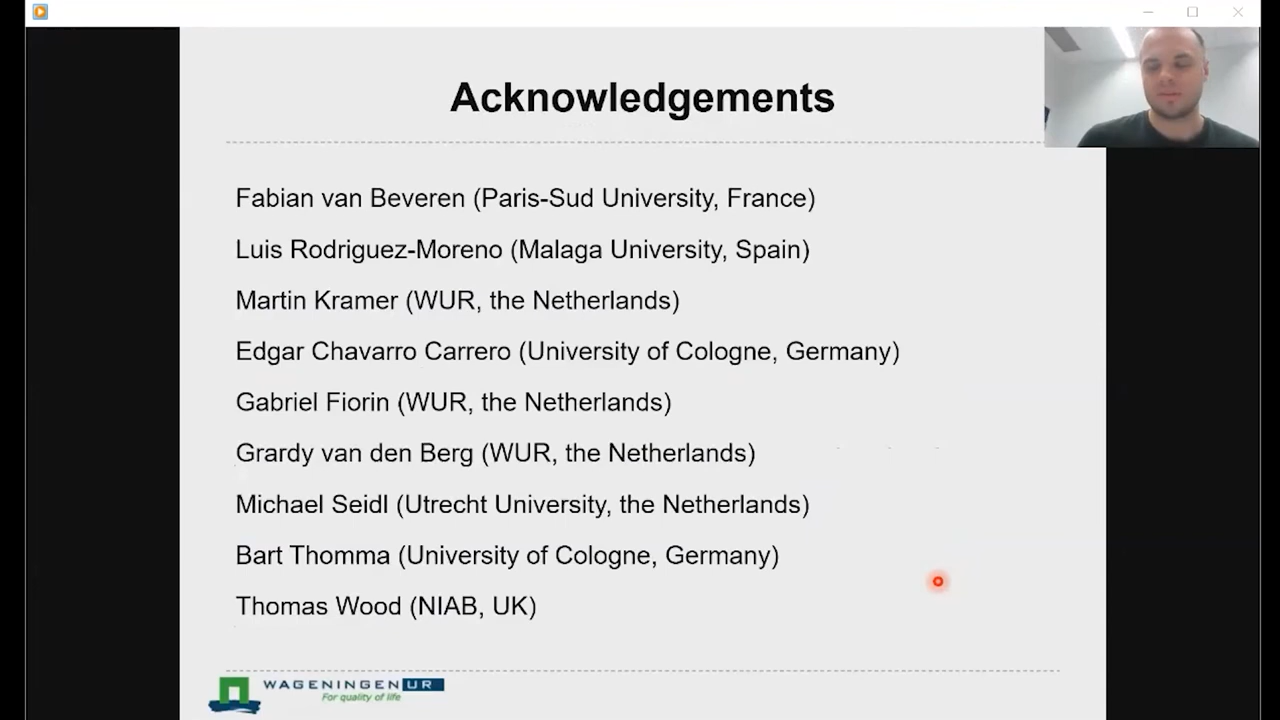 Acknowledgements
Fabian van Beveren (Paris-Sud University, France)
Luis Rodriguez-Moreno (Malaga University, Spain)
Martin Kramer (WUR, the Netherlands)
Edgar Chavarro Carrero (University of Cologne, Germany)
Gabriel Fiorin (WUR, the Netherlands)
Grardy van den Berg (WUR, the Netherlands)
Michael Seidl (Utrecht University, the Netherlands)
Bart Thomma (University of Cologne, Germany)
Thomas Wood (NIAB, UK)
WAGENINGEN UR
For quality of life